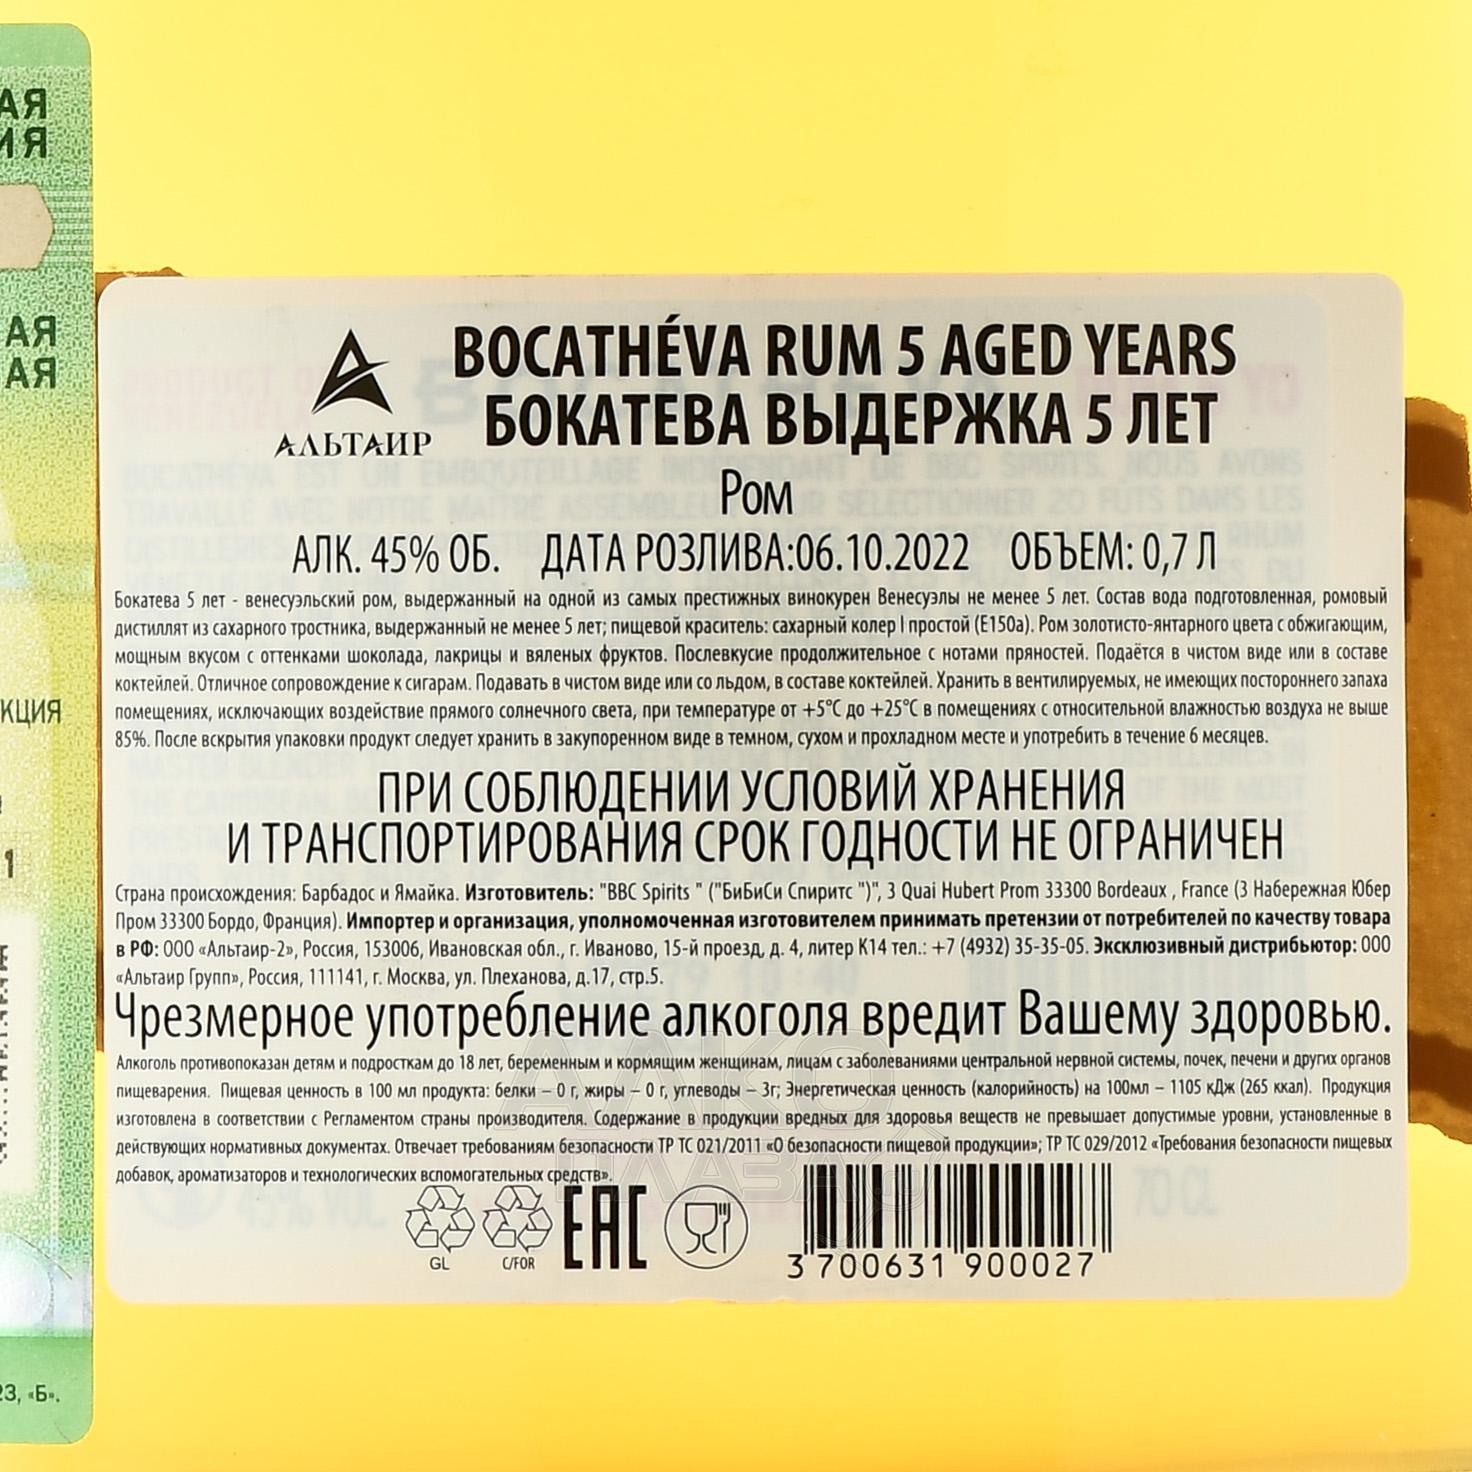 АЯ
ИЯ
АЯ
АЯ
КЦИЯ
1
23, «Б».
АЛЬТАИР
BOCATHÉVA RUM 5 AGED YEARS
БОКАТЕВА ВЫДЕРЖКА 5 ЛЕТ
Ром
АЛК. 45% ОБ. ДАТА РОЗЛИВА:06.10.2022 ОБЪЕМ: 0,7 Л
Бокатева 5 лет - венесуэльский ром, выдержанный на одной из самых престижных винокурен Венесуэлы не менее 5 лет. Состав вода подготовленная, ромовый
дистиллят из сахарного тростника, выдержанный не менее 5 лет; пищевой краситель: сахарный колер I простой (Е150а). Ром золотисто-янтарного цвета с обжигающим,
мощным вкусом с оттенками шоколада, лакрицы и вяленых фруктов. Послевкусие продолжительное с нотами пряностей. Подаётся в чистом виде или в составе
коктейлей. Отличное сопровождение к сигарам. Подавать в чистом виде или со льдом, в составе коктейлей. Хранить в вентилируемых, не имеющих постороннего запаха
помещениях, исключающих воздействие прямого солнечного света, при температуре от +5°С до +25°С в помещениях с относительной влажностью воздуха не выше
85%. После вскрытия упаковки продукт следует хранить в закупоренном виде в темном, сухом и прохладном месте и употребить в течение 6 месяцев.
ПРИ СОБЛЮДЕНИИ УСЛОВИЙ ХРАНЕНИЯ
И ТРАНСПОРТИРОВАНИЯ СРОК ГОДНОСТИ НЕ ОГРАНИЧЕН
Страна происхождения: Барбадос и Ямайка. Изготовитель: "BBC Spirits " ("БиБиСи Спиритс ")", 3 Quai Hubert Prom 33300 Bordeaux , France (3 Набережная Юбер
Пром 33300 Бордо, Франция). Импортер и организация, уполномоченная изготовителем принимать претензии от потребителей по качеству товара
в РФ: ООО «Альтаир-2», Россия, 153006, Ивановская обл., г. Иваново, 15-й проезд, д. 4, литер К14 тел.: +7 (4932) 35-35-05. Эксклюзивный дистрибьютор: ООО
«Альтаир Групп», Россия, 111141, г. Москва, ул. Плеханова, д.17, стр.5.
Чрезмерное употребление алкоголя вредит Вашему здоровью.
Алкоголь противопоказан детям и подросткам до 18 лет, беременным и кормящим женщинам, лицам с заболеваниями центральной нервной системы, почек, печени и других органов
пищеварения. Пищевая ценность в 100 мл продукта: белки – 0 г, жиры – 0 г, углеводы – 3г; Энергетическая ценность (калорийность) на 100мл – 1105 кДж (265 ккал). Продукция
изготовлена в соответствии с Регламентом страны производителя. Содержание в продукции вредных для здоровья веществ не превышает допустимые уровни, установленные в
действующих нормативных документах. Отвечает требованиям безопасности ТР ТС 021/2011 «О безопасности пищевой продукции»; ТР ТС 029/2012 «Требования безопасности пищевых
добавок, ароматизаторов и технологических вспомогательных средств».
GL C/FOR EAC
3 700631 900027